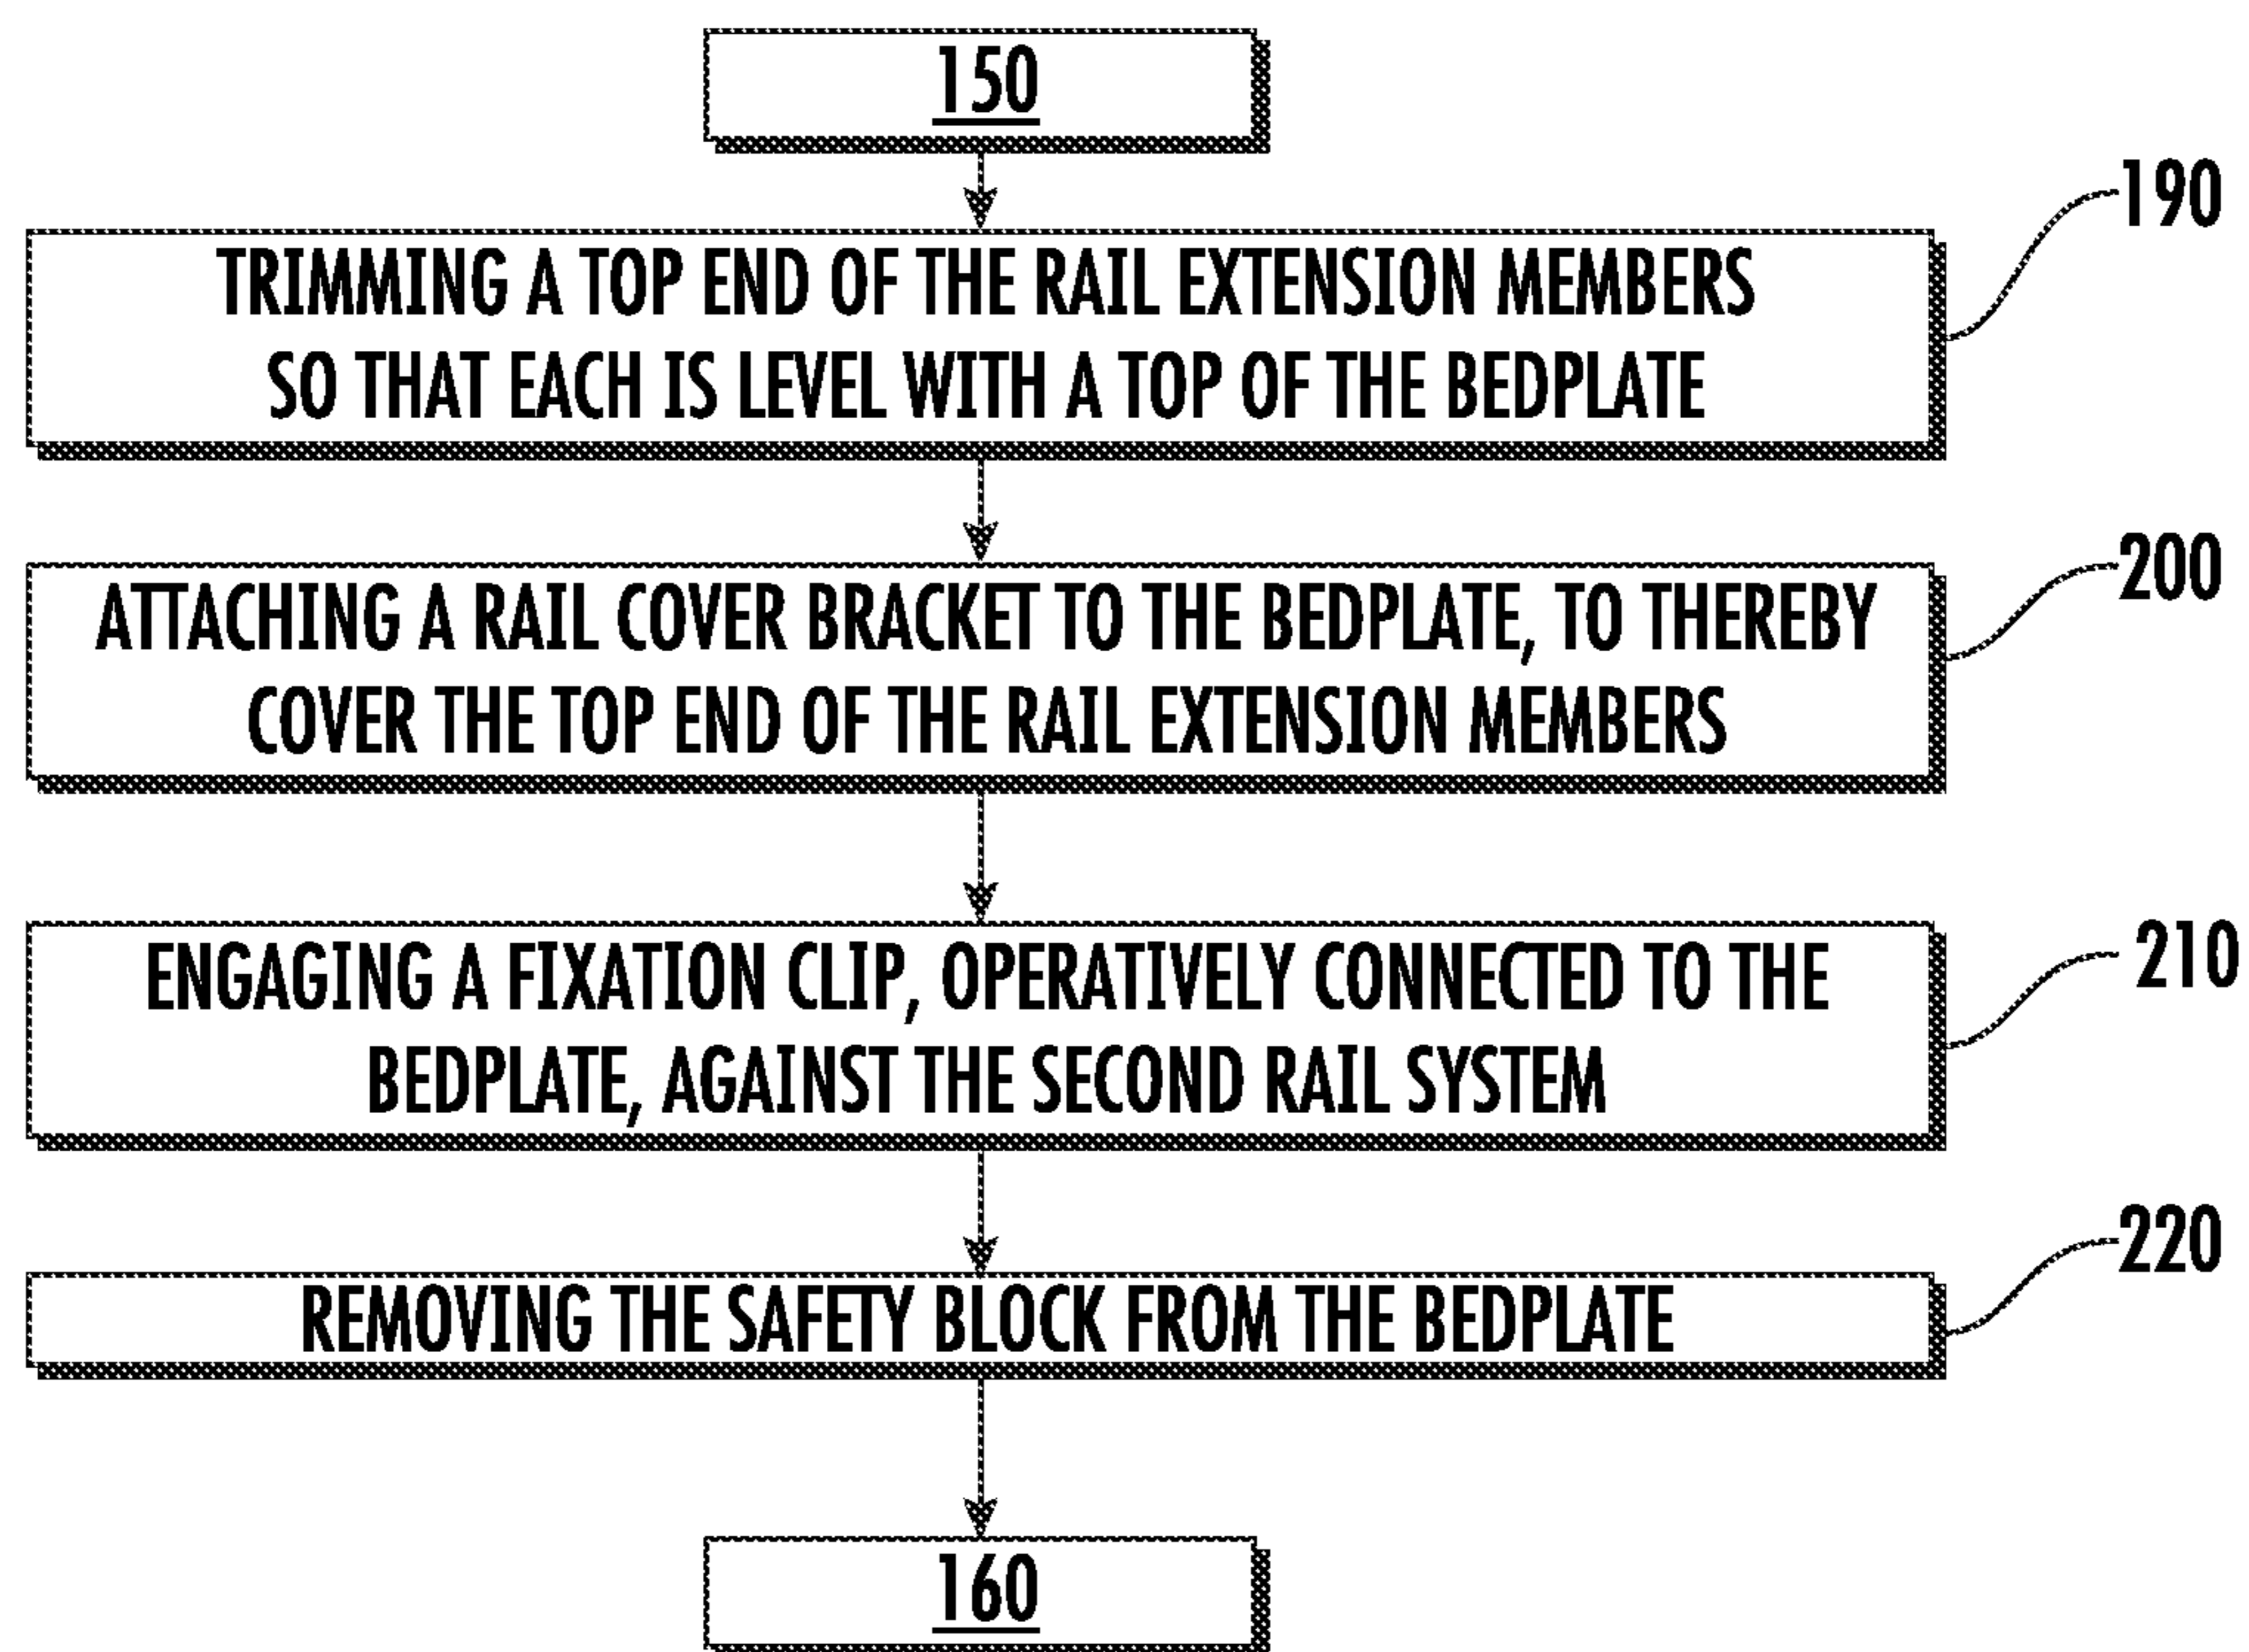 150
190
TRIMMING A TOP END OF THE RAIL EXTENSION MEMBERS
SO THAT EACH IS LEVEL WITH A TOP OF THE BEDPLATE
200
ATTACHING A RAIL COVER BRACKET TO THE BEDPLATE, TO THEREBY
COVER THE TOP END OF THE RAIL EXTENSION MEMBERS
210
ENGAGING A FIXATION CLIP, OPERATIVELY CONNECTED TO THE
BEDPLATE, AGAINST THE SECOND RAIL SYSTEM
220
REMOVING THE SAFETY BLOCK FROM THE BEDPLATE
160